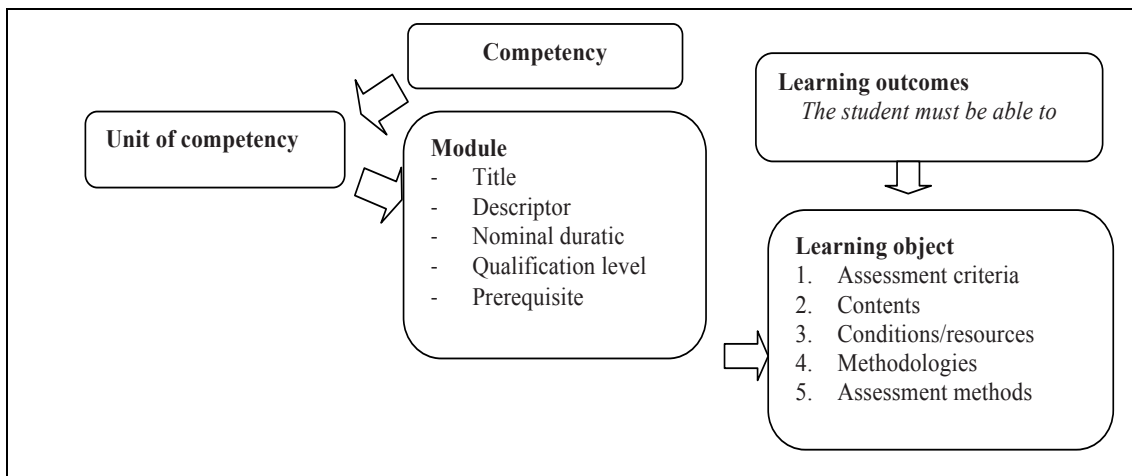 Competency
Unit of competency
Module
- Title
- Descriptor
- Nominal duratic
- Qualification level
- Prerequisite
Learning outcomes
The student must be able to
Learning object
1. Assessment criteria
2. Contents
3. Conditions/resources
4. Methodologies
5. Assessment methods